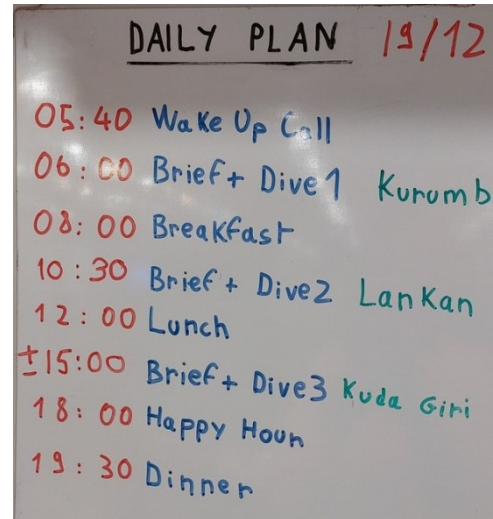 DAILY PLAN 19/12
05:40 Wake Up Call
06:00 Brief + Dive 1 Kurumb
08:00 Breakfast
10:30 Brief + Dive 2 Lankan
12:00 Lunch
±15:00 Brief + Dive 3 Kuda Giri
18:00 Happy Hour
19:30 Dinner